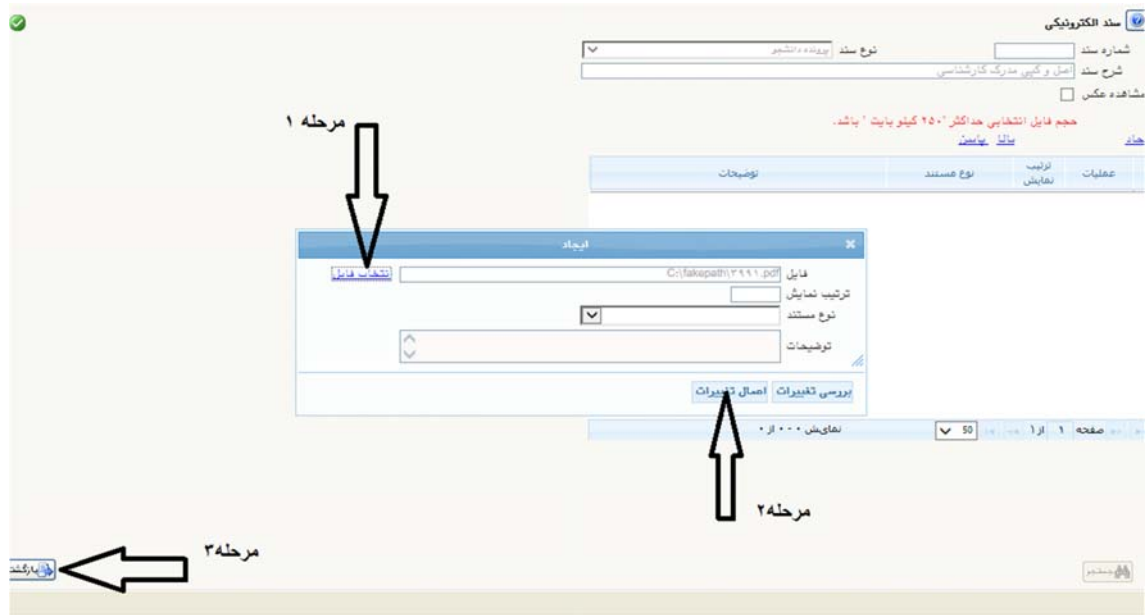 سند الکترونیکی
شماره سند نوع سند پرونده دانشجو
شرح سند اصل و کپی مدرک کارشناسی
مشاهده عکس
مرحله ۱
حجم فایل انتخابی حداکثر "۲۵۰ کیلو بایت" باشد.
بالا پایین
عملیات ترتیب نمایش نوع مستند توضیحات
ایجاد
فایل C:\fakepath\۳۹۹۱.pdf انتخاب فایل
ترتیب نمایش
نوع مستند
توضیحات
بررسی تغییرات اعمال تغییرات
صفحه ۱ از ۱ 50 نمایش ۰ - ۰ از ۰
مرحله۲
مرحله۳
جستجو